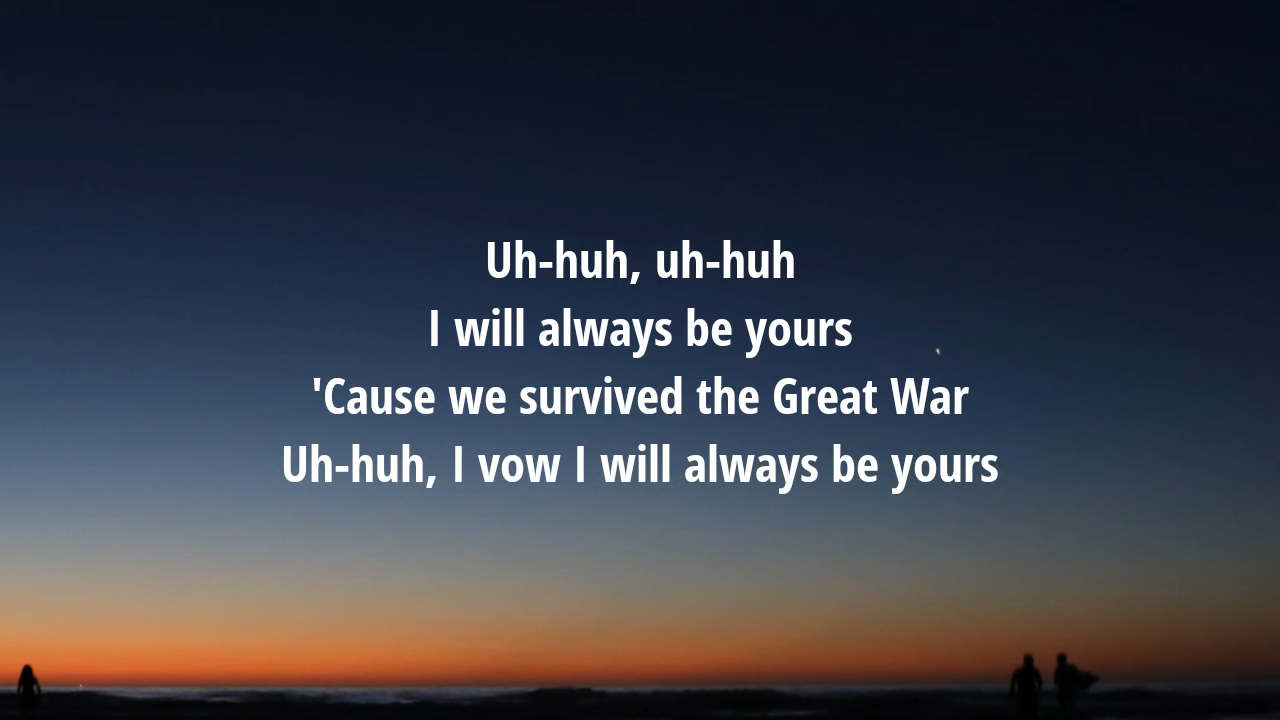 Uh-huh, uh-huh
I will always be yours
'Cause we survived the Great War
Uh-huh, I vow I will always be yours